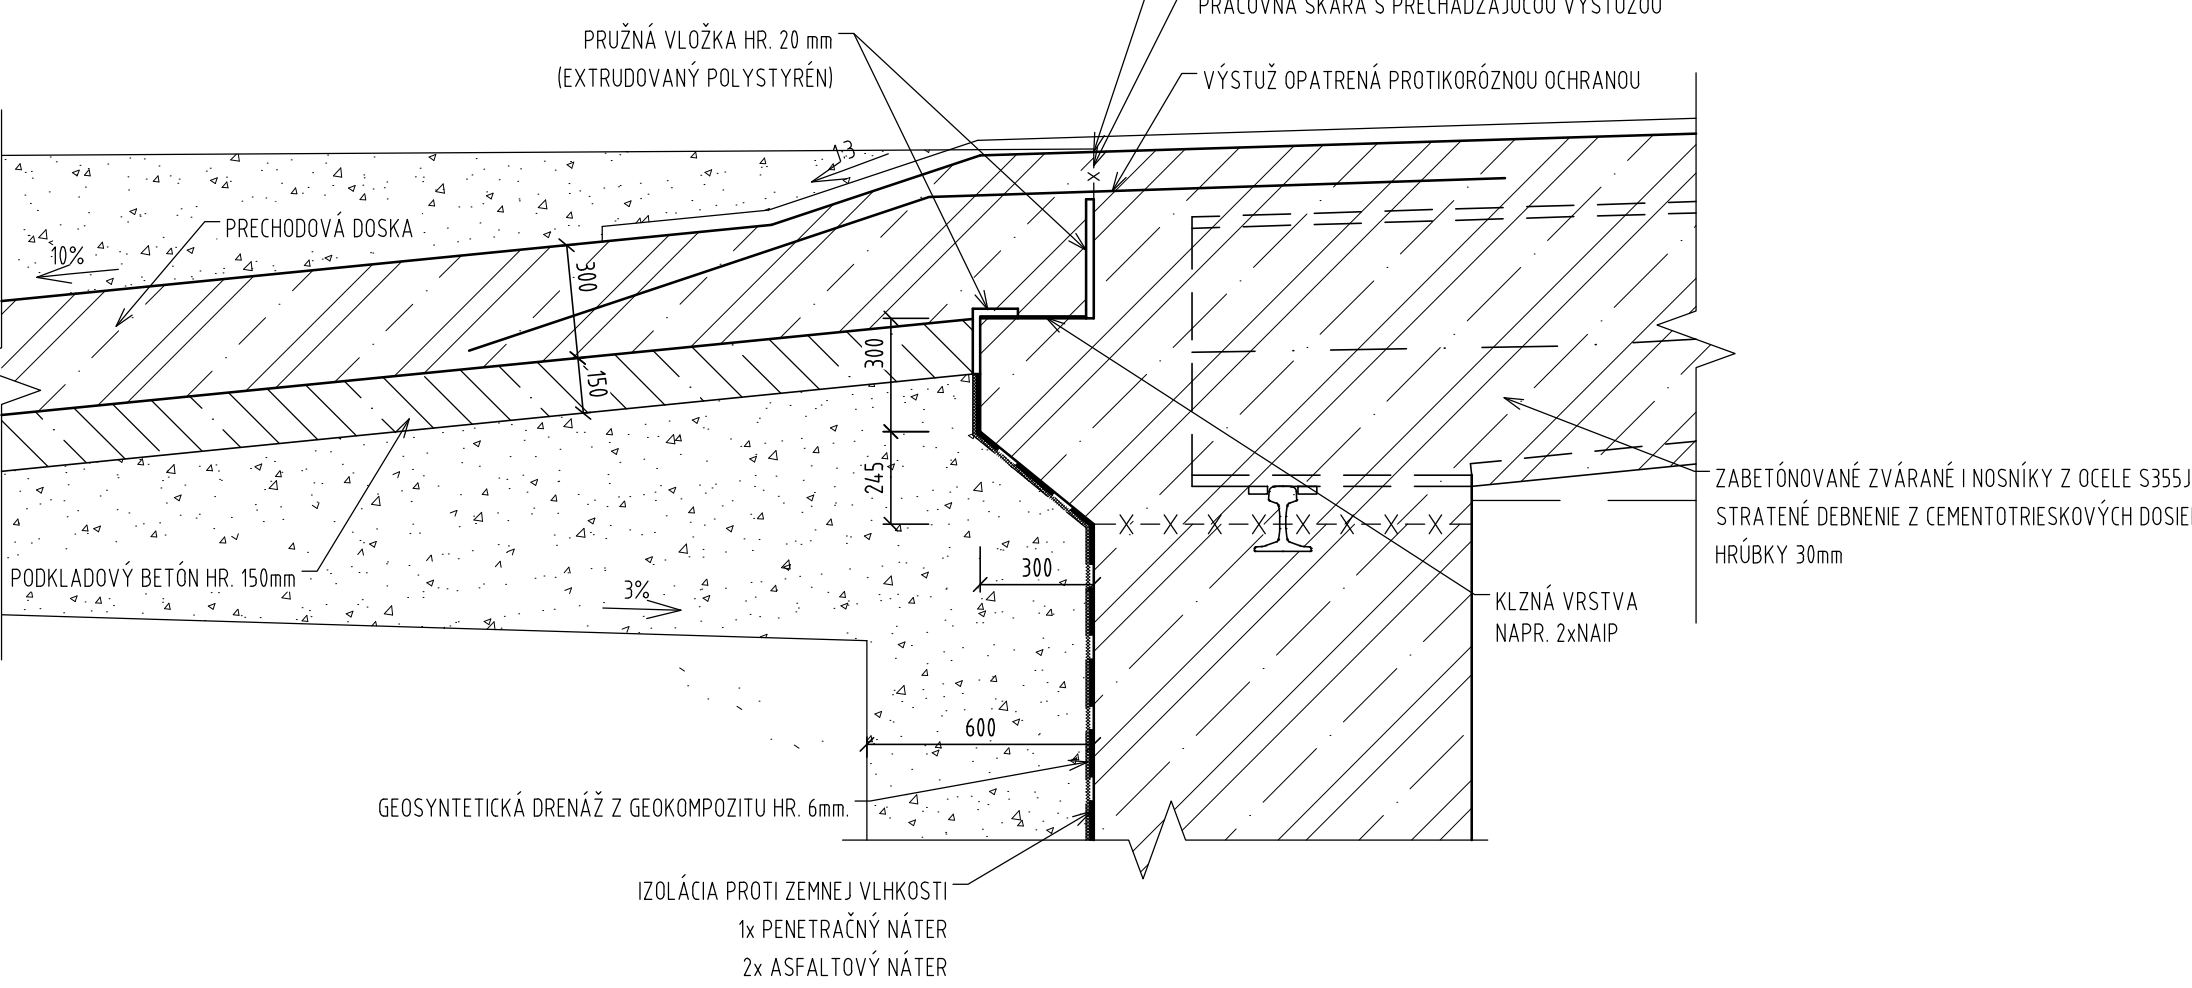 PRACOVNÁ ŠKÁRA S PRECHÁDZAJÚCOU VÝSTUŽOU
PRUŽNÁ VLOŽKA HR. 20 mm
(EXTRUDOVANÝ POLYSTYRÉN)
VÝSTUŽ OPATRENÁ PROTIKORÓZNOU OCHRANOU
1:3
PRECHODOVÁ DOSKA
10%
300
150
300
245
ZABETÓNOVANÉ ZVÁRANÉ I NOSNÍKY Z OCELE S355J
STRATENÉ DEBNENIE Z CEMENTOTRIESKOVÝCH DOSIE
HRÚBKY 30mm
PODKLADOVÝ BETÓN HR. 150mm
3%
300
KLZNÁ VRSTVA
NAPR. 2xNAIP
600
GEOSYNTETICKÁ DRENÁŽ Z GEOKOMPOZITU HR. 6mm.
IZOLÁCIA PROTI ZEMNEJ VLHKOSTI
1x PENETRAČNÝ NÁTER
2x ASFALTOVÝ NÁTER